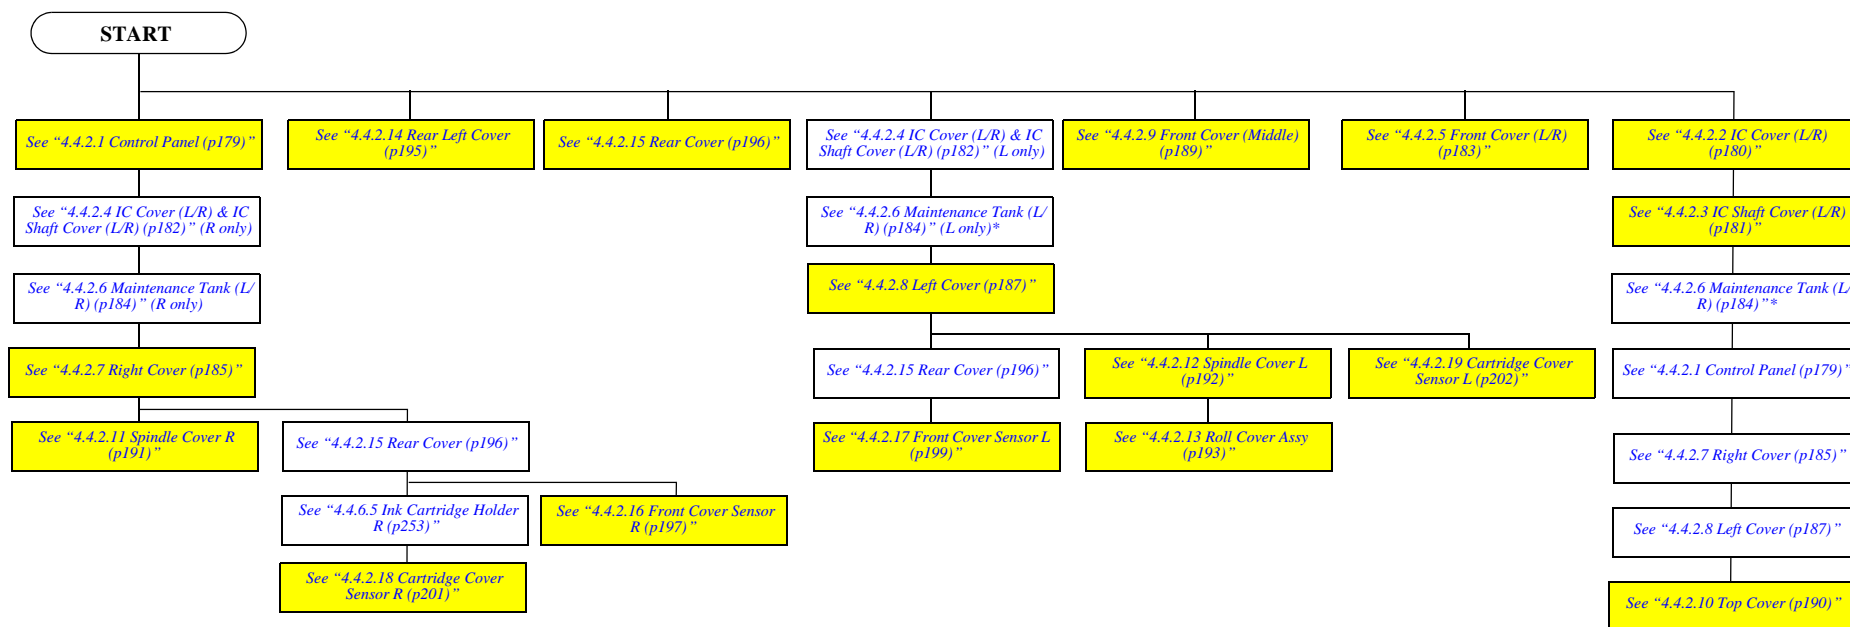 START
See “4.4.2.1 Control Panel (p179)”
See “4.4.2.14 Rear Left Cover
(p195)”
See “4.4.2.15 Rear Cover (p196)”
See “4.4.2.4 IC Cover (L/R) & IC
Shaft Cover (L/R) (p182)” (L only)
See “4.4.2.9 Front Cover (Middle)
(p189)”
See “4.4.2.5 Front Cover (L/R)
(p183)”
See “4.4.2.2 IC Cover (L/R)
(p180)”
See “4.4.2.4 IC Cover (L/R) & IC
Shaft Cover (L/R) (p182)” (R only)
See “4.4.2.6 Maintenance Tank (L/
R) (p184)” (L only)*
See “4.4.2.3 IC Shaft Cover (L/R)
(p181)”
See “4.4.2.6 Maintenance Tank (L/
R) (p184)” (R only)
See “4.4.2.8 Left Cover (p187)”
See “4.4.2.6 Maintenance Tank (L/
R) (p184)”*
See “4.4.2.7 Right Cover (p185)”
See “4.4.2.15 Rear Cover (p196)”
See “4.4.2.12 Spindle Cover L
(p192)”
See “4.4.2.19 Cartridge Cover
Sensor L (p202)”
See “4.4.2.1 Control Panel (p179)”
See “4.4.2.11 Spindle Cover R
(p191)”
See “4.4.2.15 Rear Cover (p196)”
See “4.4.2.17 Front Cover Sensor L
(p199)”
See “4.4.2.13 Roll Cover Assy
(p193)”
See “4.4.2.7 Right Cover (p185)”
See “4.4.6.5 Ink Cartridge Holder
R (p253)”
See “4.4.2.16 Front Cover Sensor
R (p197)”
See “4.4.2.8 Left Cover (p187)”
See “4.4.2.18 Cartridge Cover
Sensor R (p201)”
See “4.4.2.10 Top Cover (p190)”